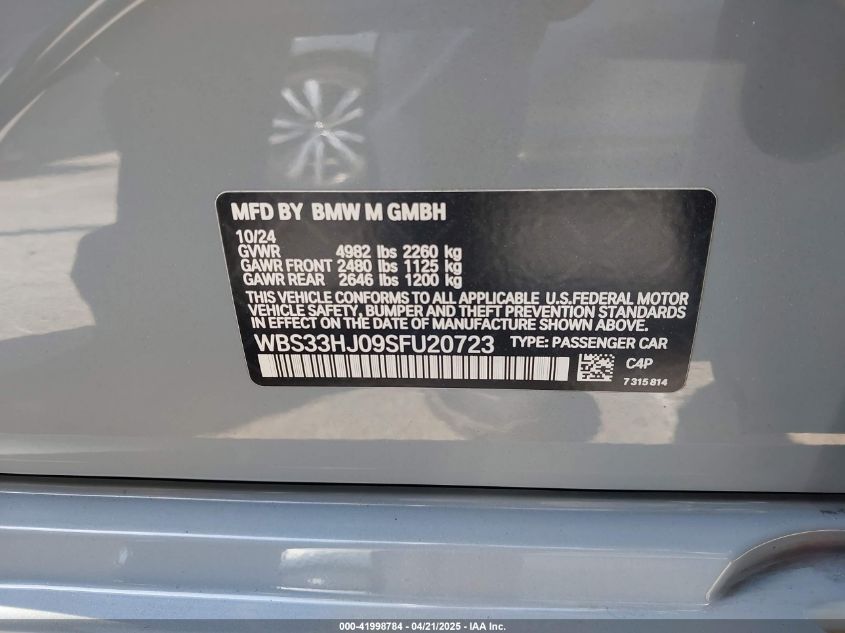 MFD BY BMW M GMBH
10/24
GVWR 4982 lbs 2260 kg
GAWR FRONT 2480 lbs 1125 kg
GAWR REAR 2646 lbs 1200 kg
THIS VEHICLE CONFORMS TO ALL APPLICABLE U.S.FEDERAL MOTOR
VEHICLE SAFETY, BUMPER AND THEFT PREVENTION STANDARDS
IN EFFECT ON THE DATE OF MANUFACTURE SHOWN ABOVE.
WBS33HJ09SFU20723 TYPE: PASSENGER CAR
C4P
7 315 814
000-41998784 - 04/21/2025 - IAA Inc.